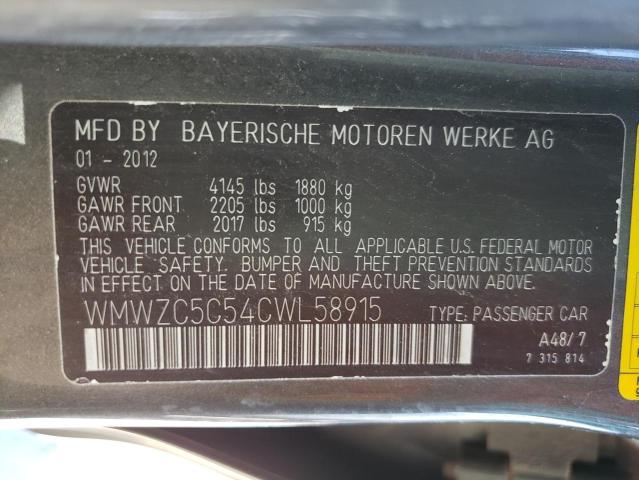 MFD BY BAYERISCHE MOTOREN WERKE AG
01 - 2012
GVWR 4145 lbs 1880 kg
GAWR FRONT 2205 lbs 1000 kg
GAWR REAR 2017 lbs 915 kg
THIS VEHICLE CONFORMS TO ALL APPLICABLE U.S. FEDERAL MOTOR
VEHICLE SAFETY, BUMPER AND THEFT PREVENTION STANDARDS
IN EFFECT ON THE DATE OF MANUFACTURE SHOWN ABOVE.
WMWZC5C54CWL58915 TYPE: PASSENGER CAR
A48/7
7 315 814